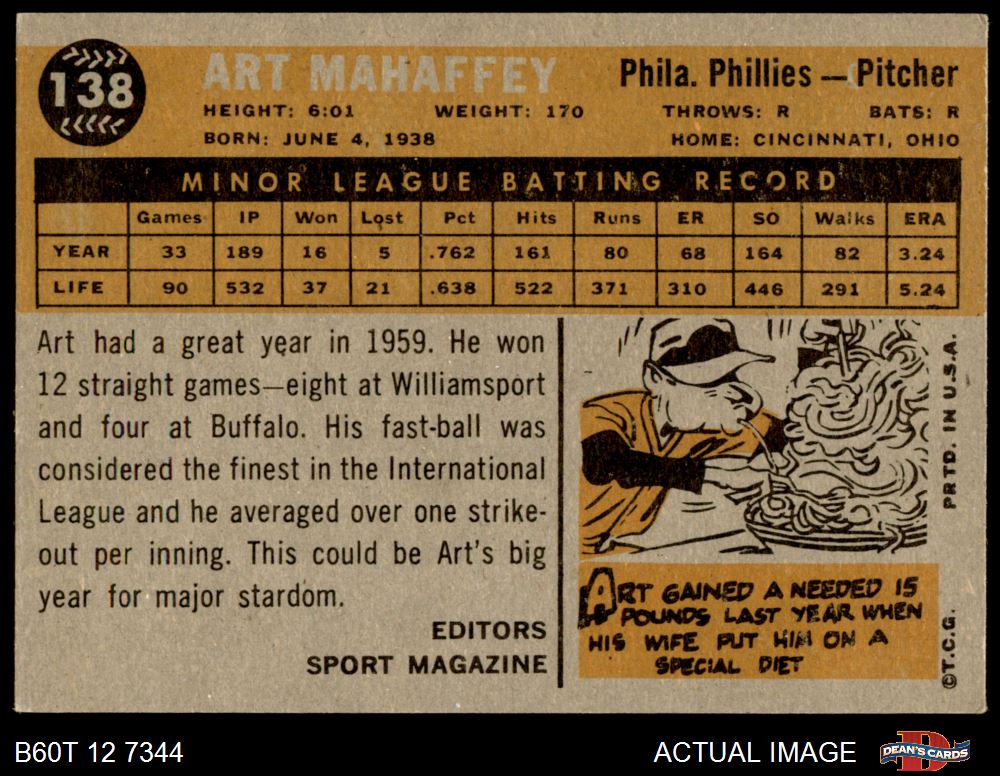 138
ART MAHAFFEY
Phila. Phillies — Pitcher
HEIGHT: 6:01 WEIGHT: 170 THROWS: R BATS: R
BORN: JUNE 4, 1938 HOME: CINCINNATI, OHIO
MINOR LEAGUE BATTING RECORD
Games IP Won Lost Pct Hits Runs ER SO Walks ERA
YEAR 33 189 16 5 .762 161 80 68 164 82 3.24
LIFE 90 532 37 21 .638 522 371 310 446 291 5.24
Art had a great year in 1959. He won
12 straight games—eight at Williamsport
and four at Buffalo. His fast-ball was
considered the finest in the International
League and he averaged over one strike-
out per inning. This could be Art's big
year for major stardom.
EDITORS
SPORT MAGAZINE
ART GAINED A NEEDED 15
POUNDS LAST YEAR WHEN
HIS WIFE PUT HIM ON A
SPECIAL DIET
PRTD. IN U.S.A.
©T.C.G.
B60T 12 7344
ACTUAL IMAGE
DEAN'S CARDS